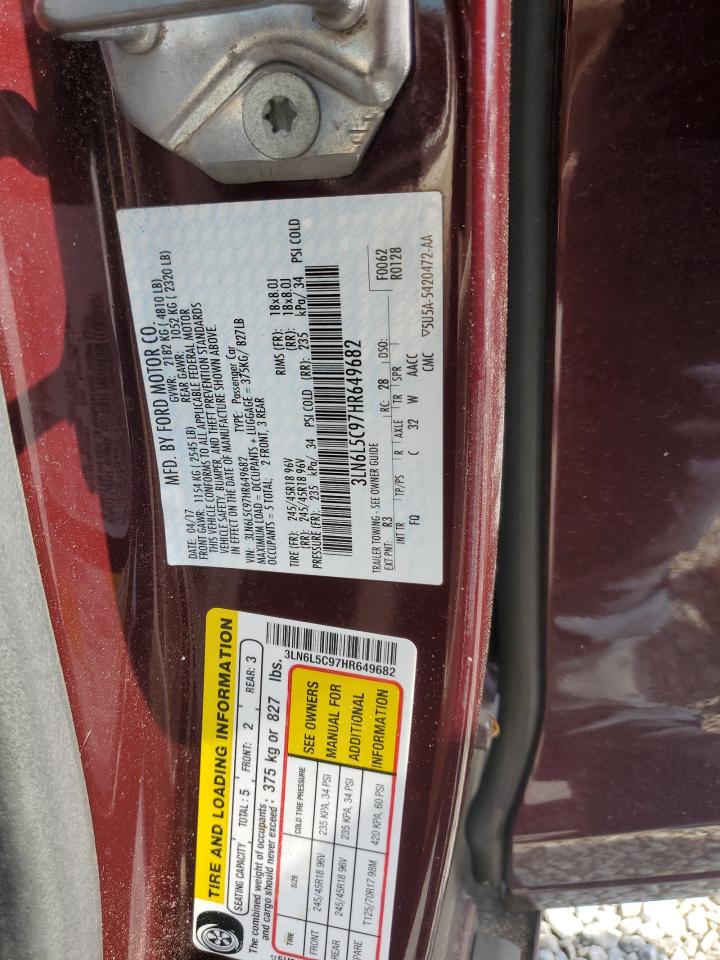 MFD. BY FORD MOTOR CO.
DATE: 04/17 GVWR: 2182 KG ( 4810 LB)
FRONT GAWR: 1154 KG ( 2545 LB) REAR GAWR: 1052 KG ( 2320 LB)
THIS VEHICLE CONFORMS TO ALL APPLICABLE FEDERAL MOTOR
VEHICLE SAFETY, BUMPER, AND THEFT PREVENTION STANDARDS
IN EFFECT ON THE DATE OF MANUFACTURE SHOWN ABOVE.
VIN: 3LN6L5C97HR649682 TYPE: Passenger Car
MAXIMUM LOAD = OCCUPANTS + LUGGAGE = 375KG/ 827LB
OCCUPANTS = 5 TOTAL; 2 FRONT, 3 REAR
TIRE (FR): 245/45R18 96V RIMS (FR): 18x8.0J
(RR): 245/45R18 96V (RR): 18x8.0J
PRESSURE (FR): 235 kPa/ 34 PSI COLD (RR): 235 kPa/ 34 PSI COLD
3LN6L5C97HR649682
TRAILER TOWING - SEE OWNER GUIDE F0062
EXT PNT: R3 RC: 28 DSO: R0128
INT TR TP/PS R AXLE TR SPR
FQ C 32 W AACC
CMC ▽5U5A-5420472-AA
TIRE AND LOADING INFORMATION
SEATING CAPACITY TOTAL: 5 FRONT: 2 REAR: 3
The combined weight of occupants
and cargo should never exceed: 375 kg or 827 lbs.
3LN6L5C97HR649682
TIRE SIZE COLD TIRE PRESSURE
FRONT 245/45R18 96V 235 KPA, 34 PSI
REAR 245/45R18 96V 235 KPA, 34 PSI
PARE T125/70R17 98M 420 KPA, 60 PSI
SEE OWNERS
MANUAL FOR
ADDITIONAL
INFORMATION